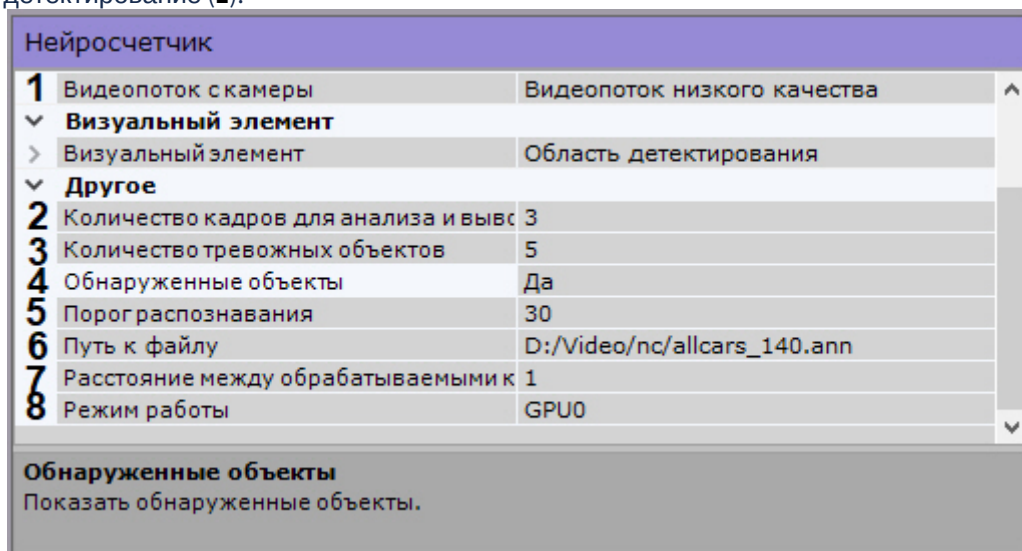 детектирование (1).
Нейросчетчик
1 Видеопоток с камеры Видеопоток низкого качества
Визуальный элемент
Визуальный элемент Область детектирования
Другое
2 Количество кадров для анализа и выво 3
3 Количество тревожных объектов 5
4 Обнаруженные объекты Да
5 Порог распознавания 30
6 Путь к файлу D:/Video/nc/allcars_140.ann
7 Расстояние между обрабатываемыми к 1
8 Режим работы GPU0
Обнаруженные объекты
Показать обнаруженные объекты.